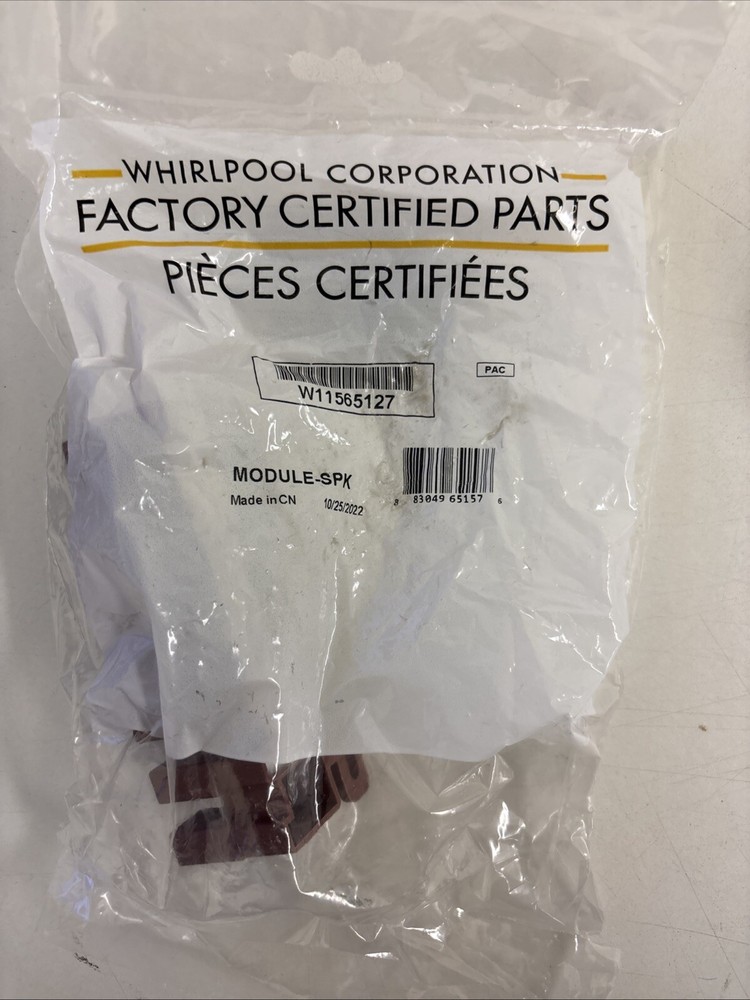 WHIRLPOOL CORPORATION
FACTORY CERTIFIED PARTS
PIÈCES CERTIFIÉES
W11565127
PAC
MODULE-SPK
Made in CN 10/25/2022
8 83049 65157 6